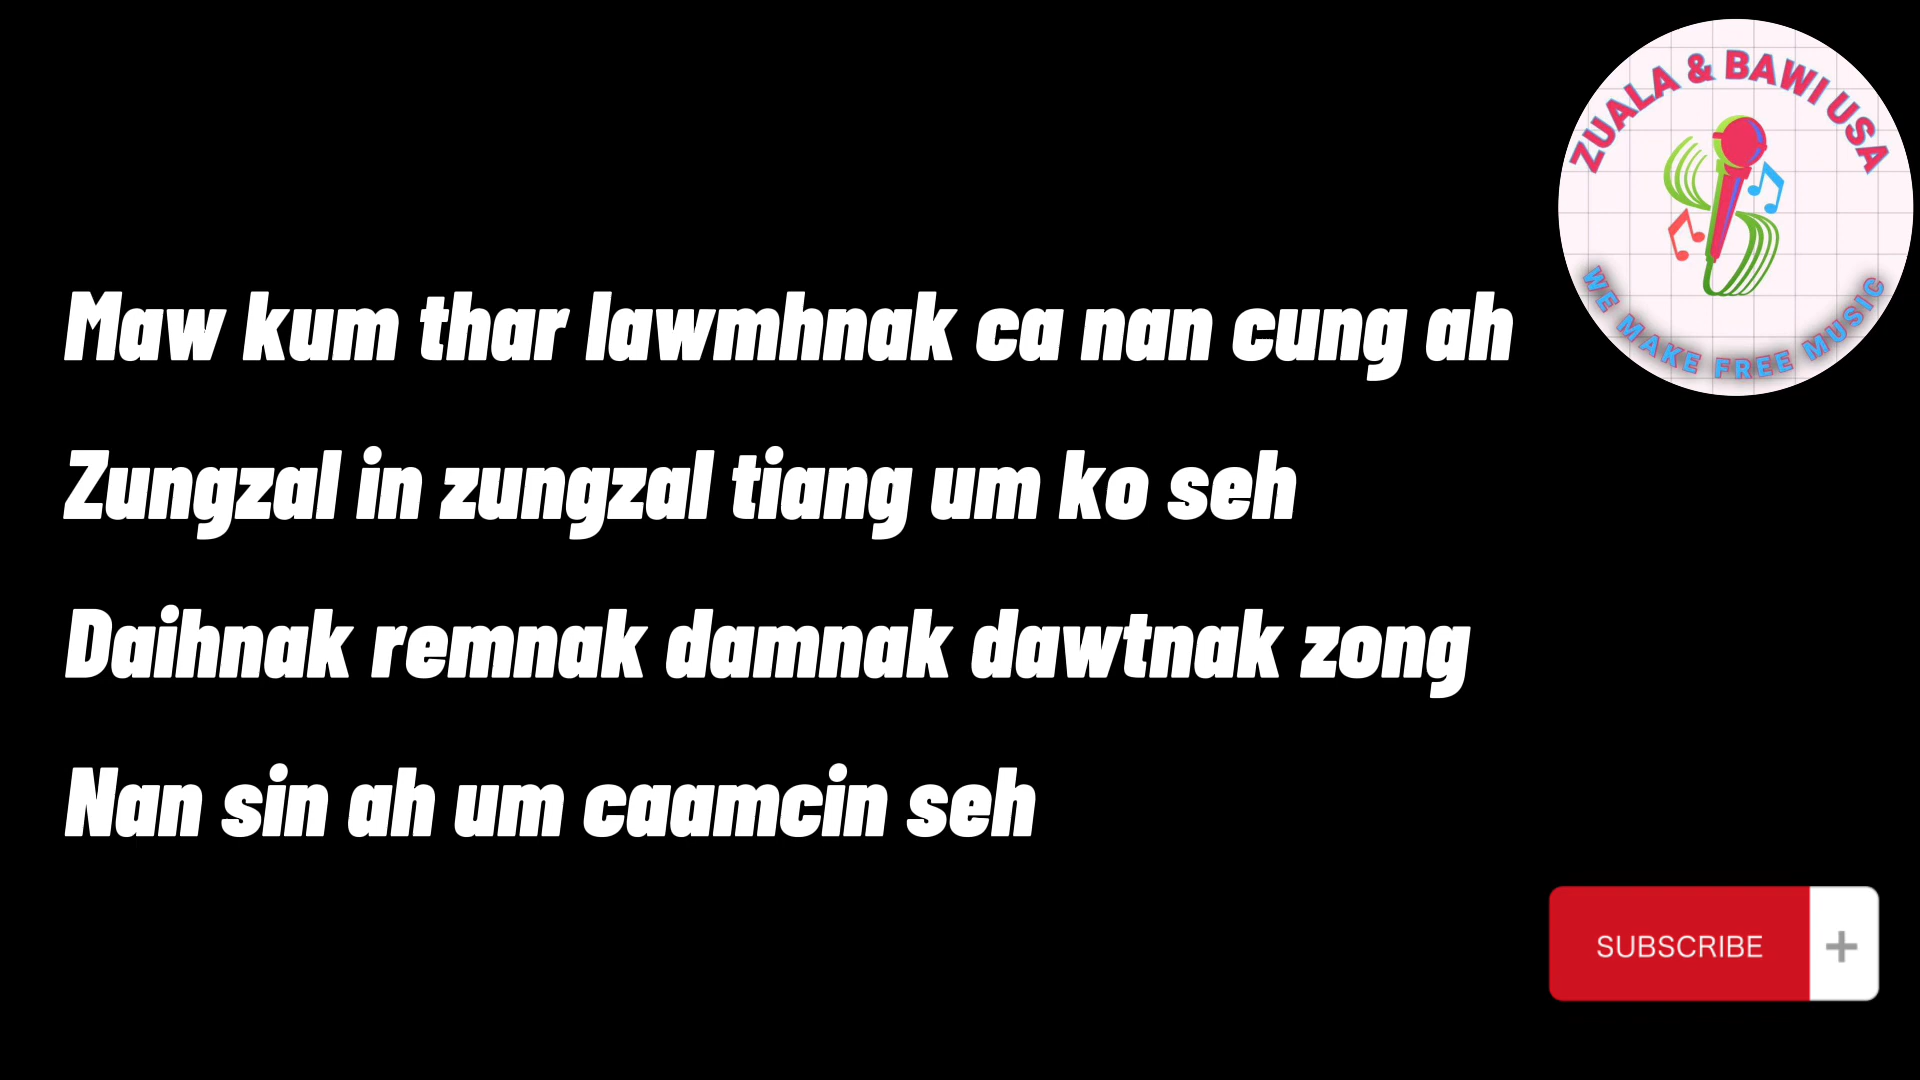 ZUALA & BAWI USA
WE MAKE FREE MUSIC
Maw kum thar lawmhnak ca nan cung ah
Zungzal in zungzal tiang um ko seh
Daihnak remnak damnak dawtnak zong
Nan sin ah um caamcin seh
SUBSCRIBE